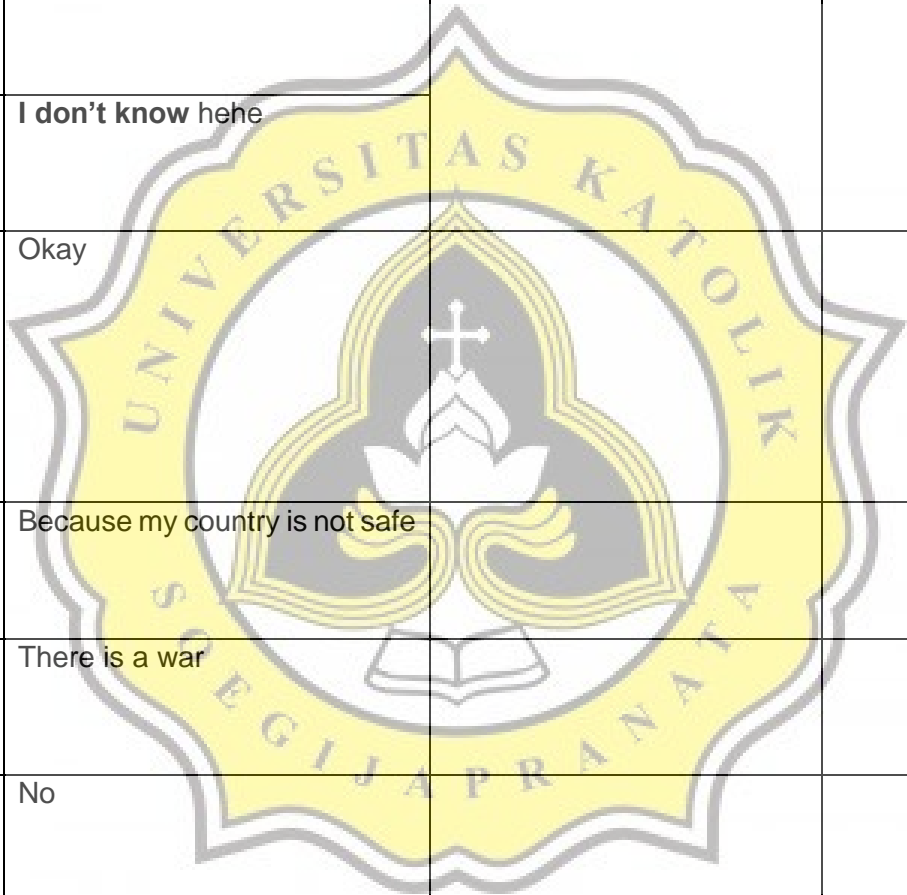 I don’t know hehe
Okay
Because my country is not safe
There is a war
No
UNIVERSITAS KATOLIK
SOEGIJAPRANATA